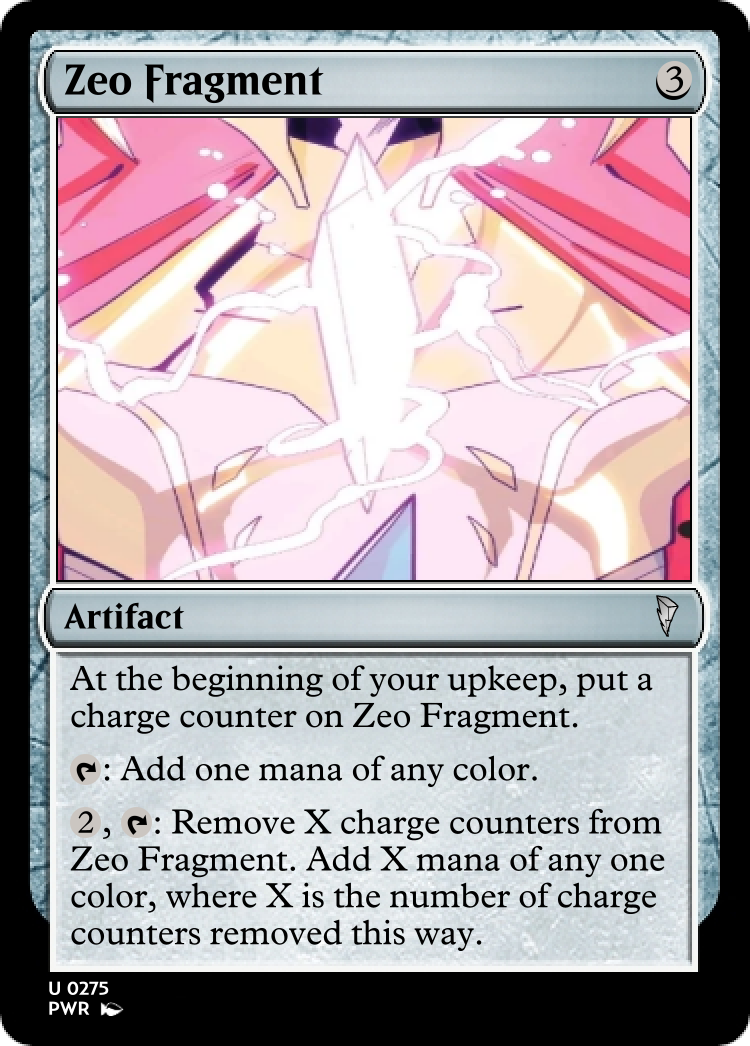 Zeo Fragment 3
Artifact
At the beginning of your upkeep, put a
charge counter on Zeo Fragment.
: Add one mana of any color.
2, : Remove X charge counters from
Zeo Fragment. Add X mana of any one
color, where X is the number of charge
counters removed this way.
U 0275
PWR